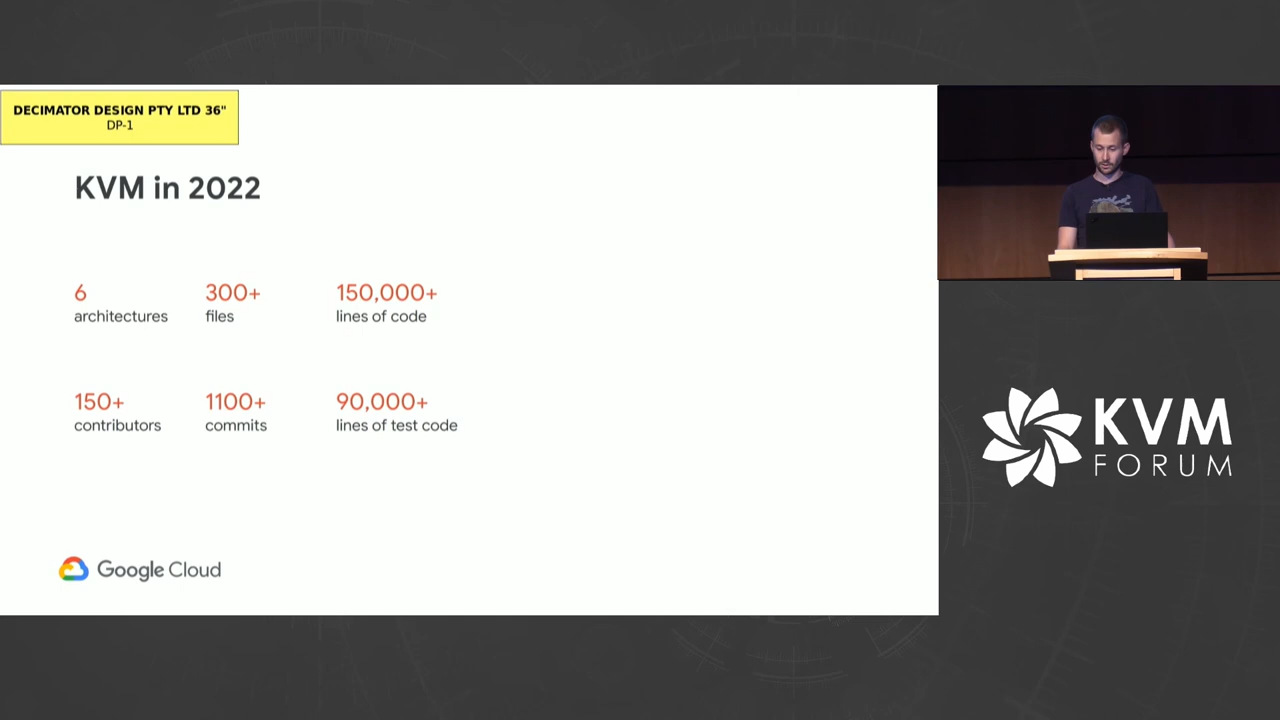 DECIMATOR DESIGN PTY LTD 36"
DP-1
KVM in 2022
6
architectures
300+
files
150,000+
lines of code
150+
contributors
1100+
commits
90,000+
lines of test code
Google Cloud
KVM
FORUM